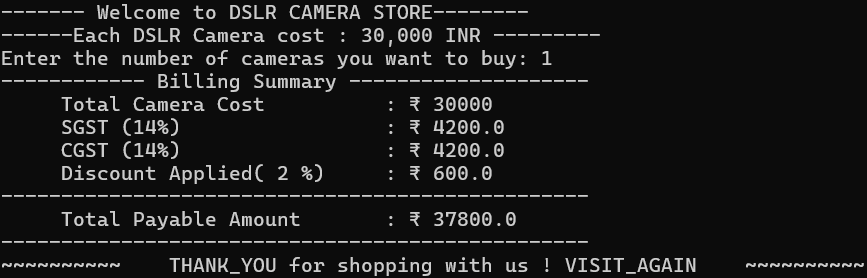 ------- Welcome to DSLR CAMERA STORE--------
------Each DSLR Camera cost : 30,000 INR ---------
Enter the number of cameras you want to buy: 1
------------ Billing Summary --------------------
     Total Camera Cost          : ₹ 30000
     SGST (14%)                 : ₹ 4200.0
     CGST (14%)                 : ₹ 4200.0
     Discount Applied( 2 %)     : ₹ 600.0
-------------------------------------------------
     Total Payable Amount       : ₹ 37800.0
-------------------------------------------------
~~~~~~~~~~    THANK_YOU for shopping with us ! VISIT_AGAIN    ~~~~~~~~~~